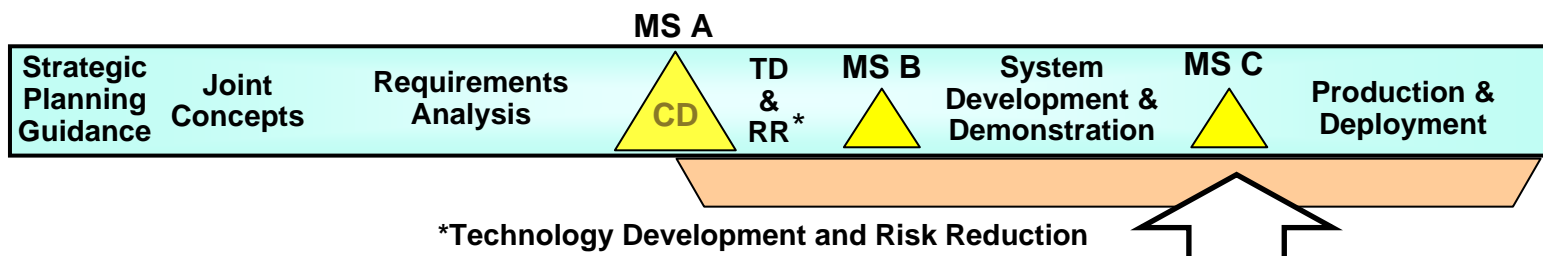 MS A
Strategic
Planning
Guidance
Joint
Concepts
Requirements
Analysis
CD
TD
&
RR*
MS B
System
Development &
Demonstration
MS C
Production &
Deployment
*Technology Development and Risk Reduction